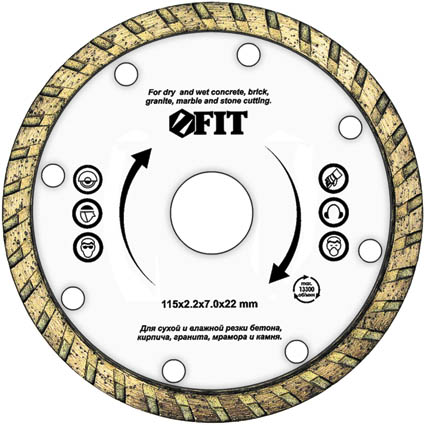 For dry and wet concrete, brick,
granite, marble and stone cutting.
FIT
115x2.2x7.0x22 mm
max.
13300
об/мин
Для сухой и влажной резки бетона,
кирпича, гранита, мрамора и камня.